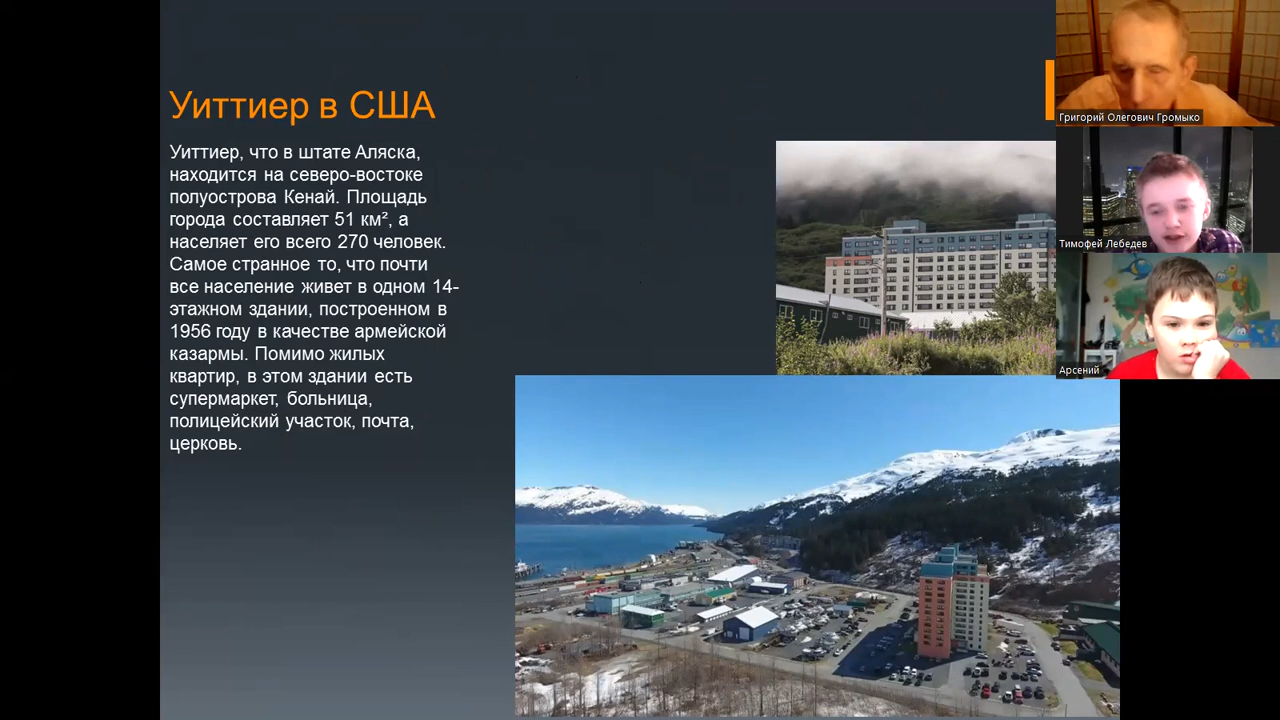 Уиттиер в США
Уиттиер, что в штате Аляска,
находится на северо-востоке
полуострова Кенай. Площадь
города составляет 51 км², а
населяет его всего 270 человек.
Самое странное то, что почти
все население живет в одном 14-
этажном здании, построенном в
1956 году в качестве армейской
казармы. Помимо жилых
квартир, в этом здании есть
супермаркет, больница,
полицейский участок, почта,
церковь.
Григорий Олегович Громыко
Тимофей Лебедев
Арсений